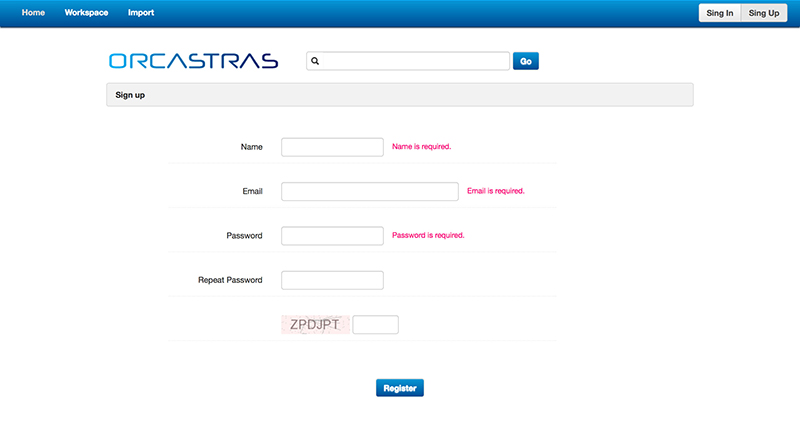 Home Workspace Import Sing In Sing Up
ORCASTRAS Go
Sign up
Name Name is required.
Email Email is required.
Password Password is required.
Repeat Password
ZPDJPT
Register